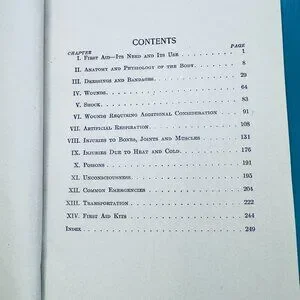 CONTENTS
CHAPTER PAGE
I. First Aid—Its Need and Its Use 1
II. Anatomy and Physiology of the Body 8
III. Dressings and Bandages 29
IV. Wounds 64
V. Shock 83
VI. Wounds Requiring Additional Consideration 91
VII. Artificial Respiration 108
VIII. Injuries to Bones, Joints and Muscles 131
IX. Injuries Due to Heat and Cold 176
X. Poisons 191
XI. Unconsciousness 195
XII. Common Emergencies 204
XIII. Transportation 222
XIV. First Aid Kits 244
Index 249